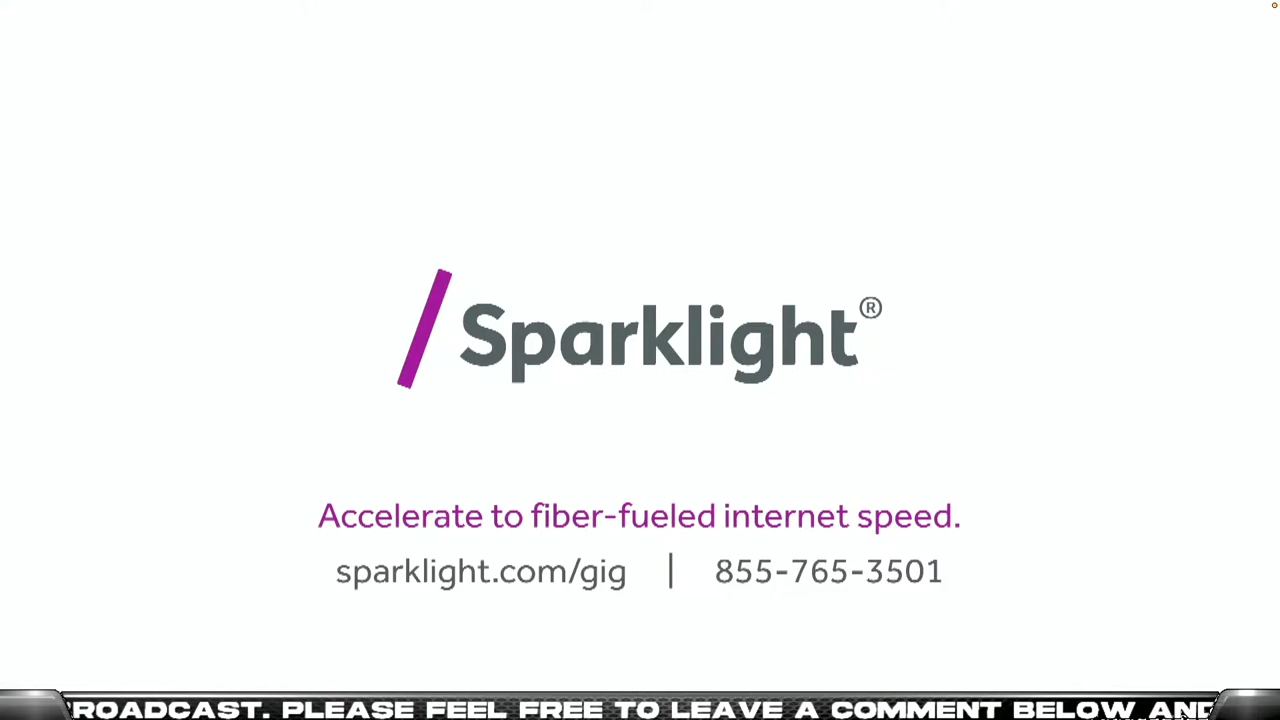 Sparklight®
Accelerate to fiber-fueled internet speed.
sparklight.com/gig | 855-765-3501
ROADCAST. PLEASE FEEL FREE TO LEAVE A COMMENT BELOW AND